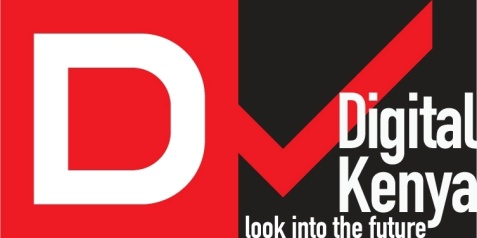 D
Digital
Kenya
look into the future